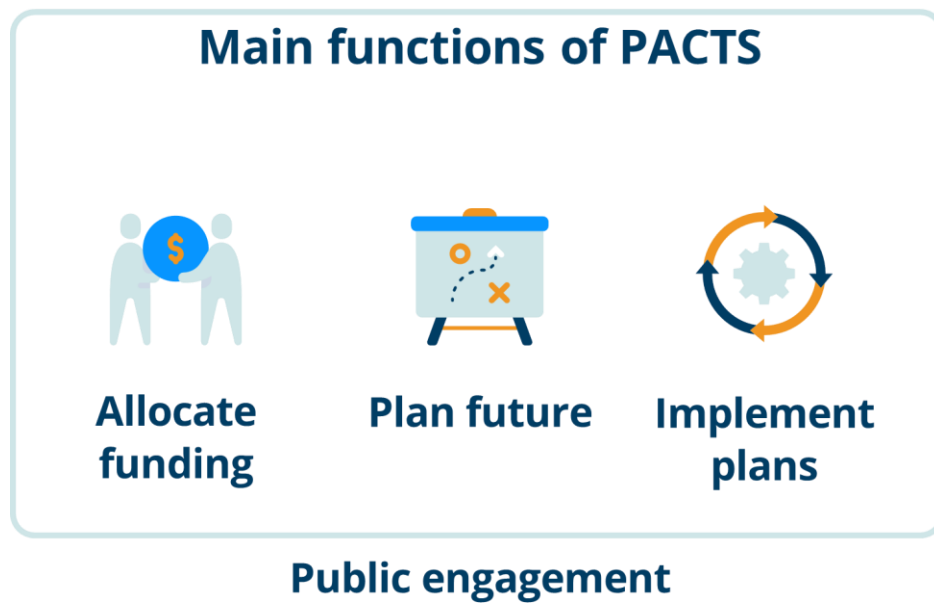 Main functions of PACTS
$
Allocate
funding
Plan future
Implement
plans
Public engagement